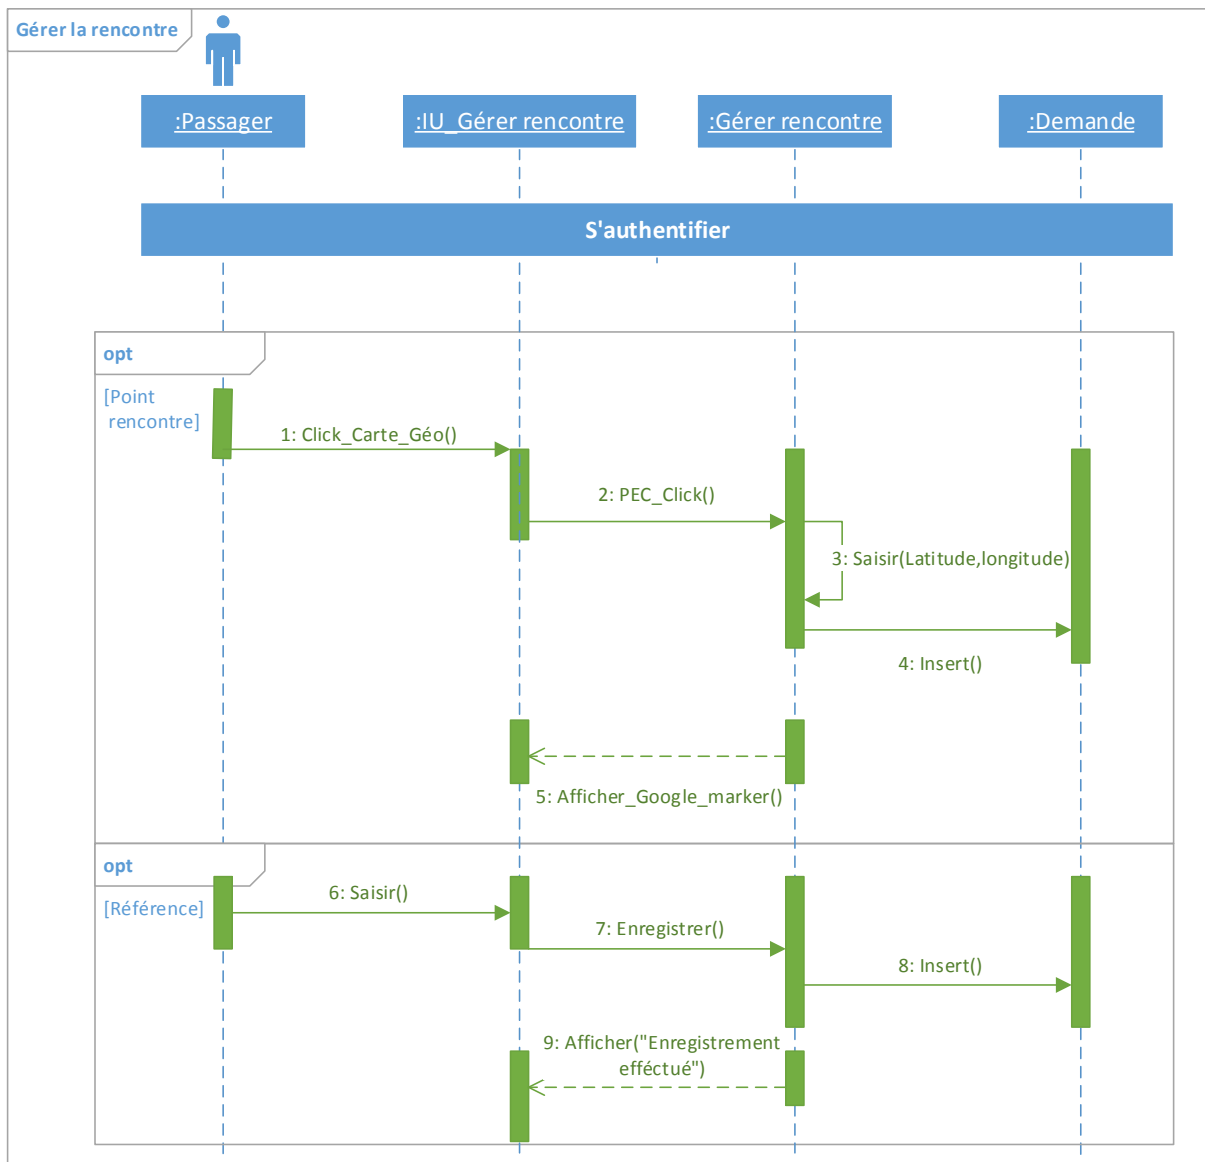 Gérer la rencontre
:Passager
:IU_Gérer rencontre
:Gérer rencontre
:Demande
S'authentifier
opt
[Point
rencontre]
1: Click_Carte_Géo()
2: PEC_Click()
3: Saisir(Latitude,longitude)
4: Insert()
5: Afficher_Google_marker()
opt
[Référence]
6: Saisir()
7: Enregistrer()
8: Insert()
9: Afficher("Enregistrement
efféctué")